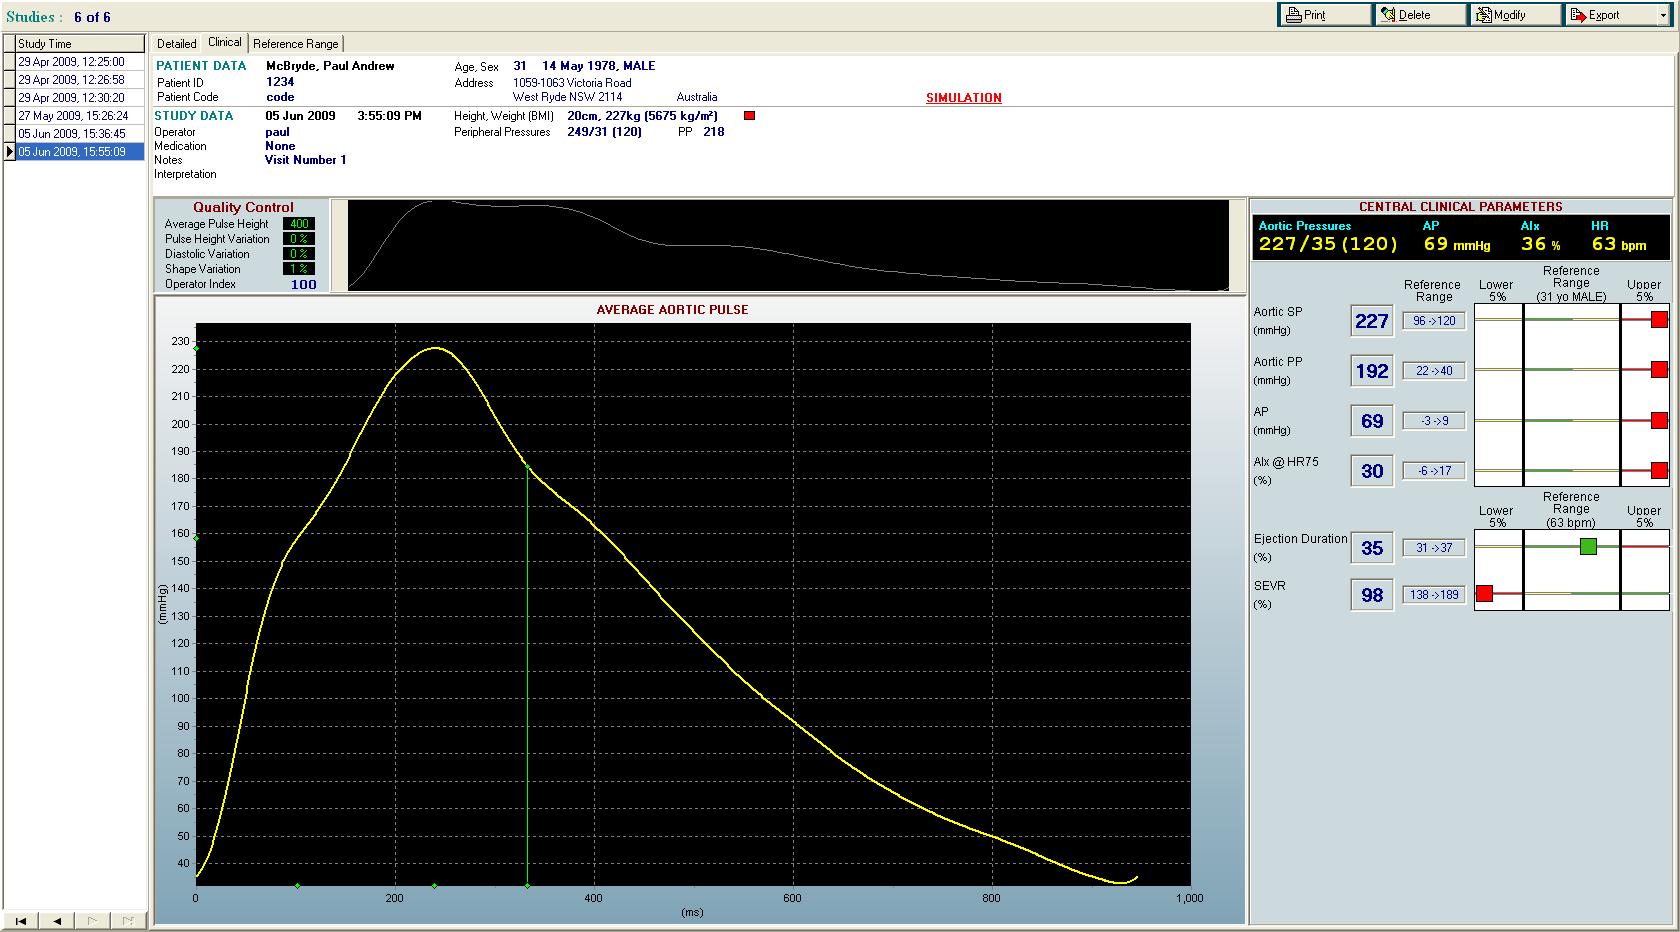 Studies : 6 of 6
Print Delete Modify Export
Study Time
29 Apr 2009, 12:25:00
29 Apr 2009, 12:26:58
29 Apr 2009, 12:30:20
27 May 2009, 15:26:24
05 Jun 2009, 15:36:45
05 Jun 2009, 15:55:09
Detailed Clinical Reference Range
PATIENT DATA McBryde, Paul Andrew Age, Sex 31 14 May 1978, MALE
Patient ID 1234 Address 1059-1063 Victoria Road
Patient Code code West Ryde NSW 2114 Australia
SIMULATION
STUDY DATA 05 Jun 2009 3:55:09 PM Height, Weight (BMI) 20cm, 227kg (5675 kg/m²)
Operator paul Peripheral Pressures 249/31 (120) PP 218
Medication None
Notes Visit Number 1
Interpretation
Quality Control
Average Pulse Height 400
Pulse Height Variation 0 %
Diastolic Variation 0 %
Shape Variation 1 %
Operator Index 100
AVERAGE AORTIC PULSE
230
220
210
200
190
180
170
160
150
140
130
120
110
100
90
80
70
60
50
40
(mmHg)
0 200 400 600 800 1,000
(ms)
CENTRAL CLINICAL PARAMETERS
Aortic Pressures AP AIx HR
227/35 (120) 69 mmHg 36 % 63 bpm
Reference Range Lower 5% Reference Range (31 yo MALE) Upper 5%
Aortic SP (mmHg) 227 96 ->120
Aortic PP (mmHg) 192 22 ->40
AP (mmHg) 69 -3 ->9
AIx @ HR75 (%) 30 -6 ->17
Lower 5% Reference Range (63 bpm) Upper 5%
Ejection Duration (%) 35 31 ->37
SEVR (%) 98 138 ->189